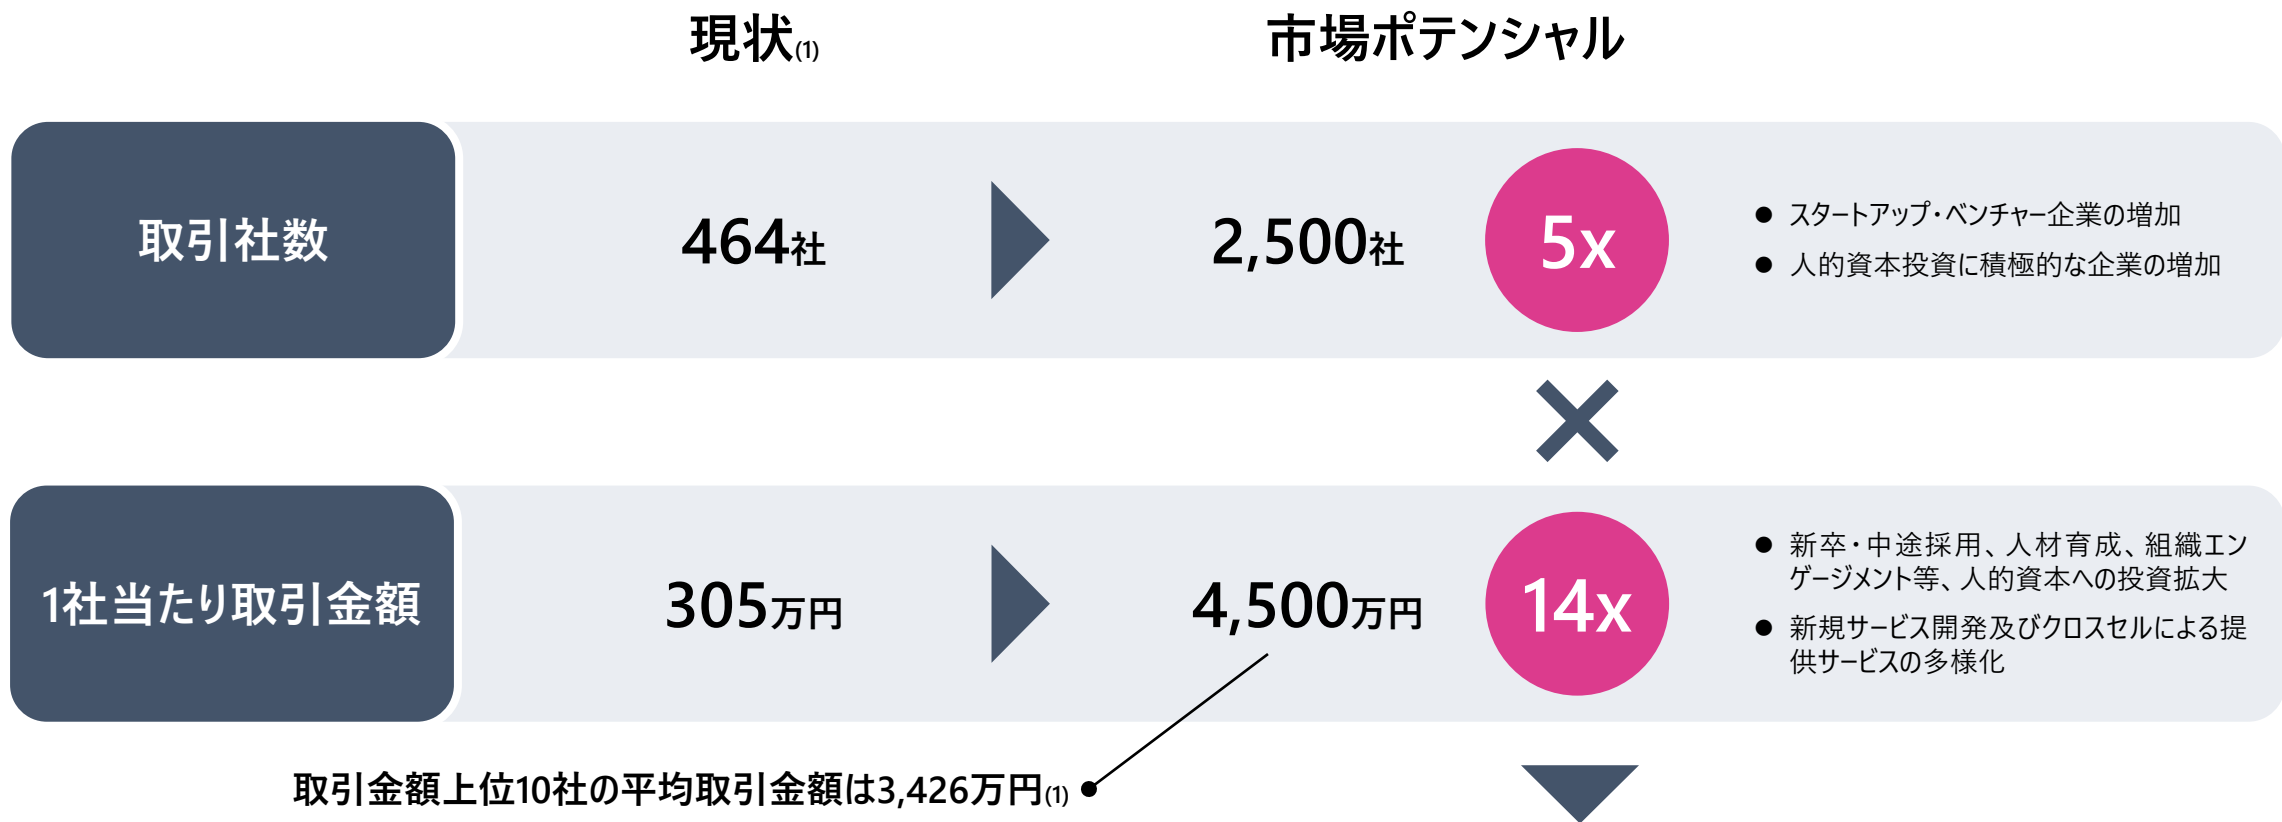 現状(1)
市場ポテンシャル
取引社数
464社
2,500社
5x
● スタートアップ・ベンチャー企業の増加
● 人的資本投資に積極的な企業の増加
×
1社当たり取引金額
305万円
4,500万円
14x
● 新卒・中途採用、人材育成、組織エン
ゲージメント等、人的資本への投資拡大
● 新規サービス開発及びクロスセルによる提
供サービスの多様化
取引金額上位10社の平均取引金額は3,426万円(1)